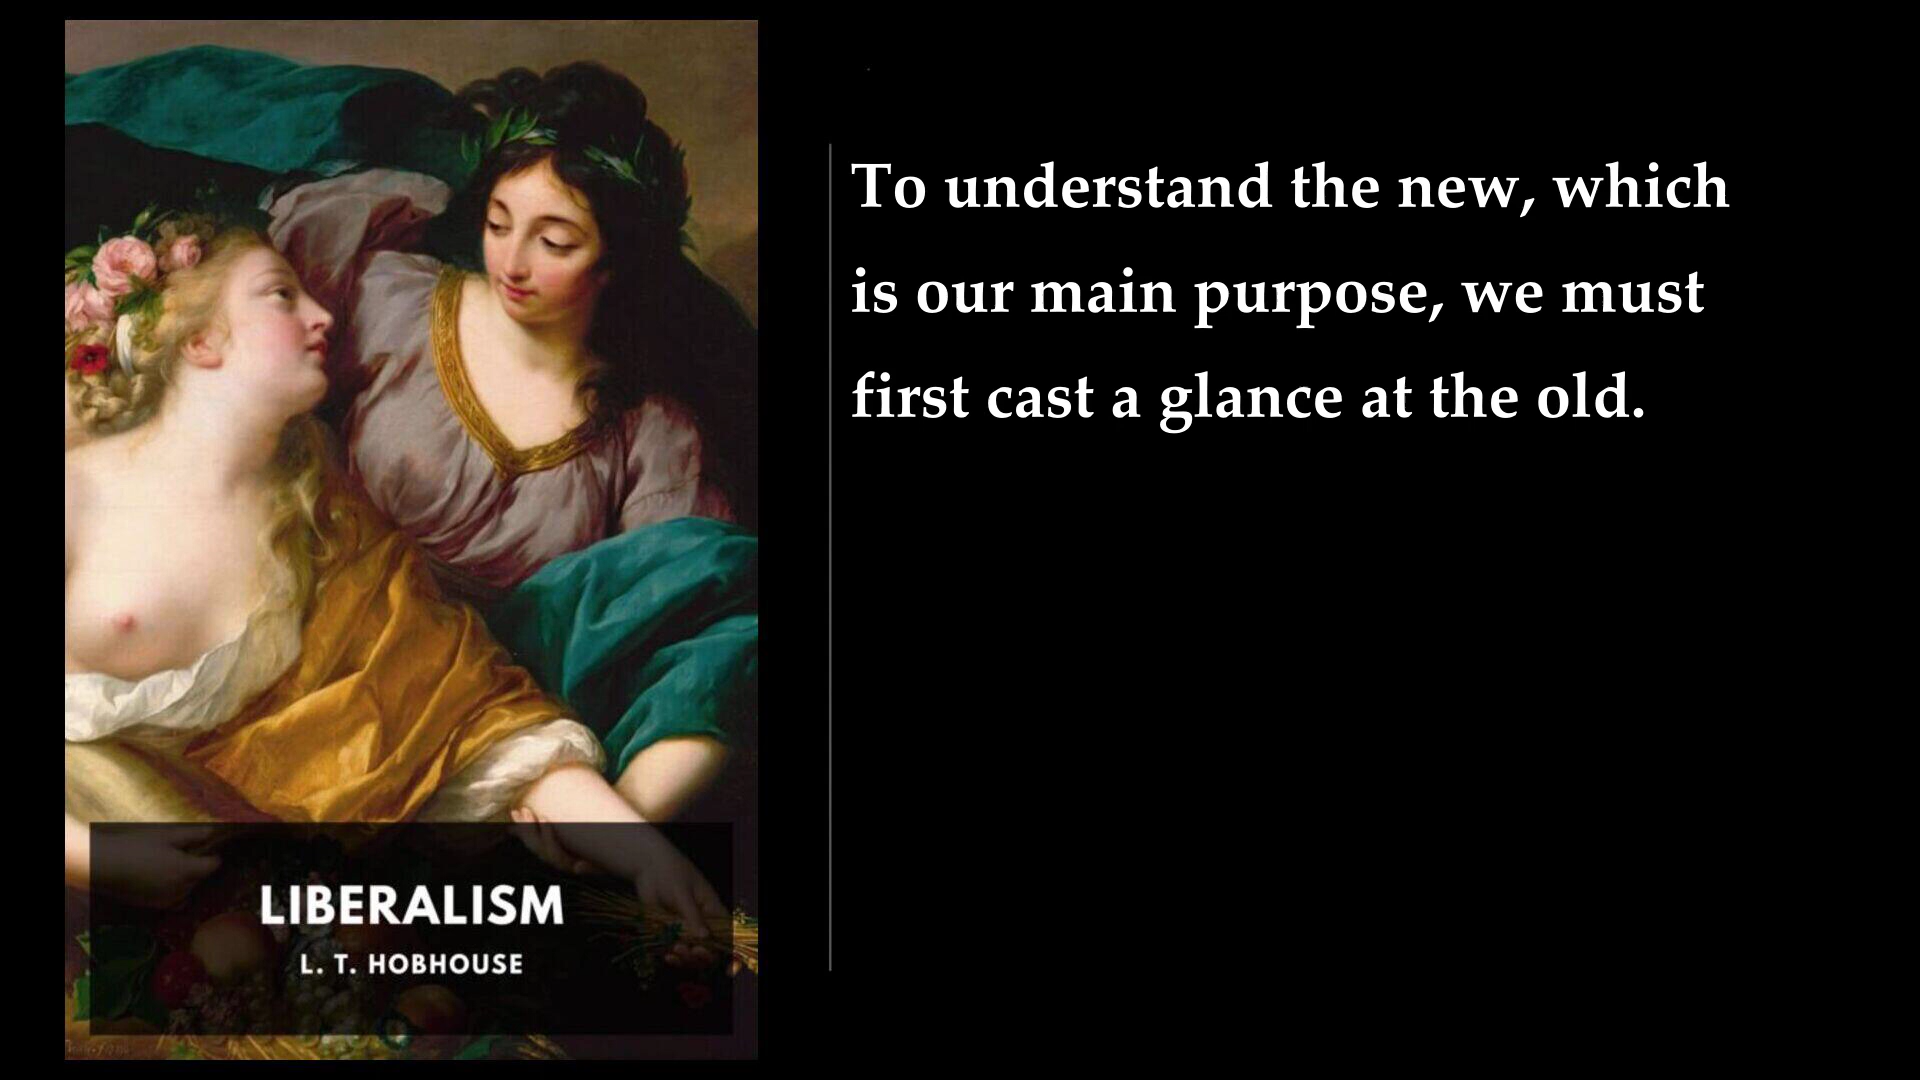 To understand the new, which
is our main purpose, we must
first cast a glance at the old.
LIBERALISM
L. T. HOBHOUSE